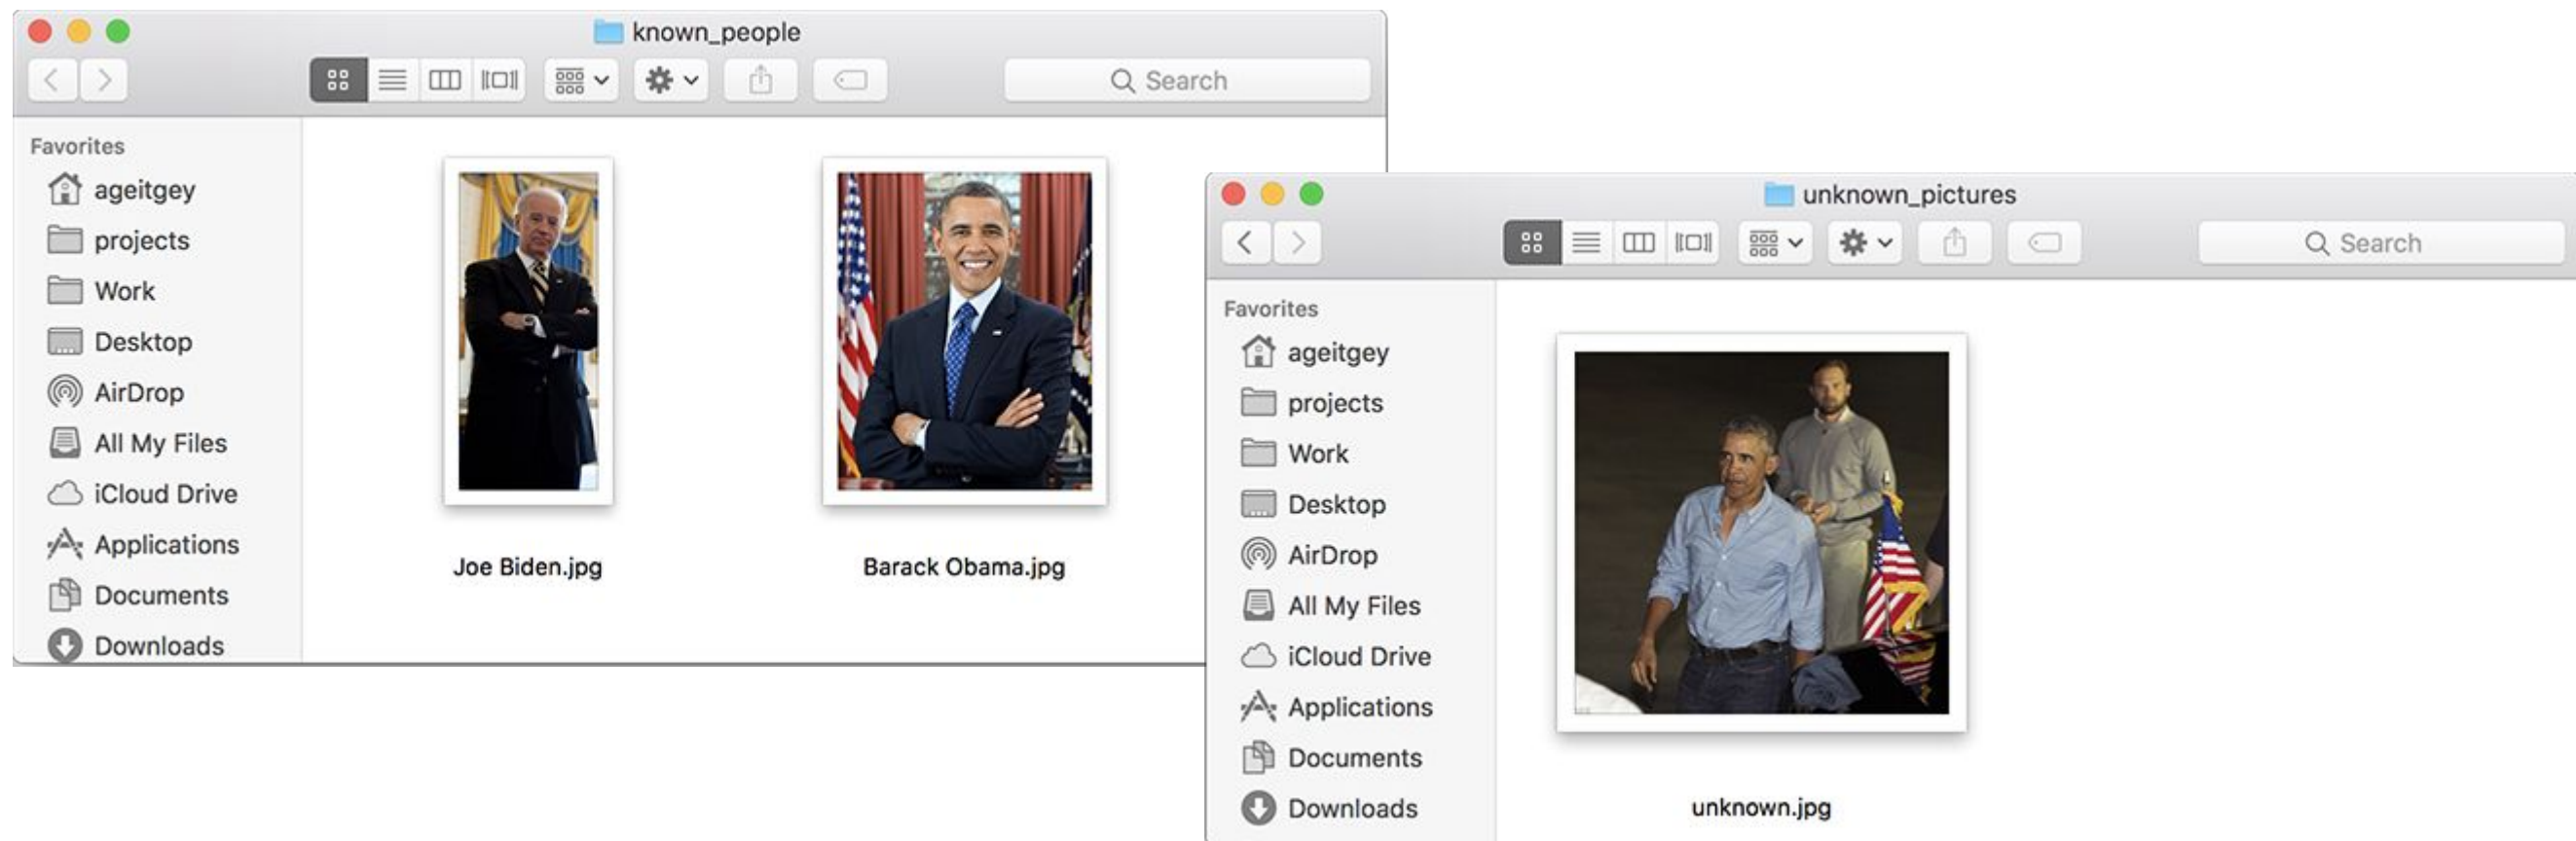 known_people
Search
Favorites
ageitgey
projects
Work
Desktop
AirDrop
All My Files
iCloud Drive
Applications
Documents
Downloads
Joe Biden.jpg
Barack Obama.jpg
unknown_pictures
Search
Favorites
ageitgey
projects
Work
Desktop
AirDrop
All My Files
iCloud Drive
Applications
Documents
Downloads
unknown.jpg